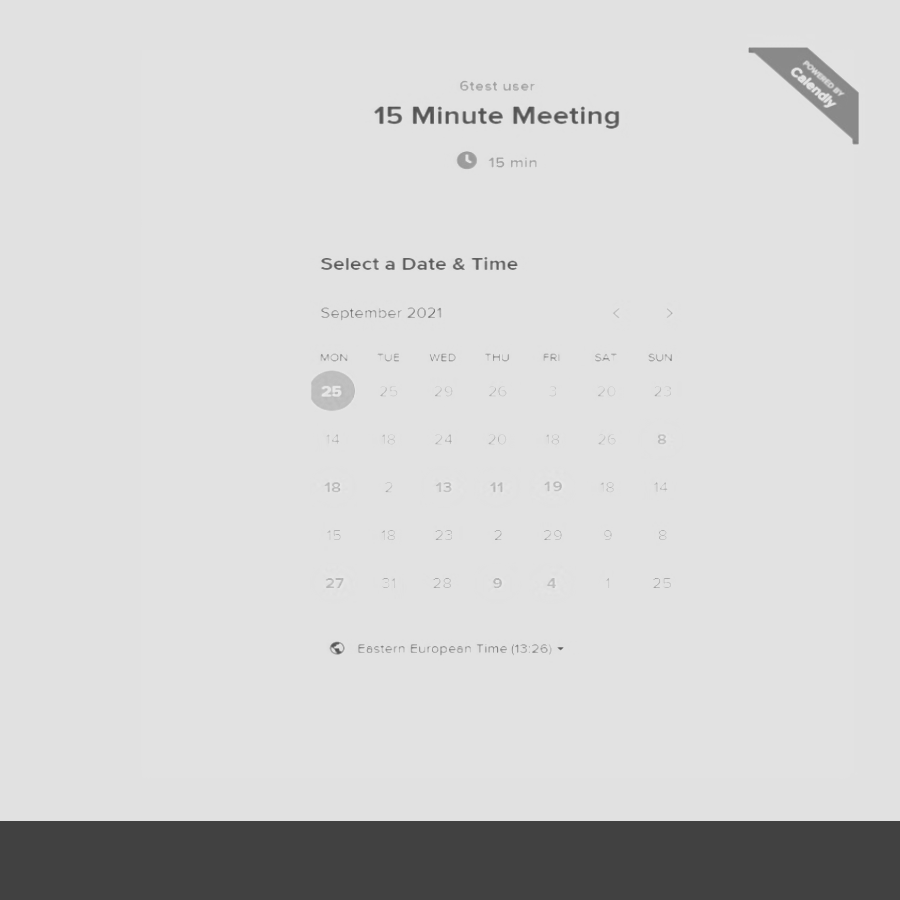 POWERED BY
Calendly
6test user
15 Minute Meeting
15 min
Select a Date & Time
September 2021
MON TUE WED THU FRI SAT SUN
25 25 29 26 3 20 23
14 18 24 20 18 26 8
18 2 13 11 19 18 14
15 18 23 2 29 9 8
27 31 28 9 4 1 25
Eastern European Time (13:26)